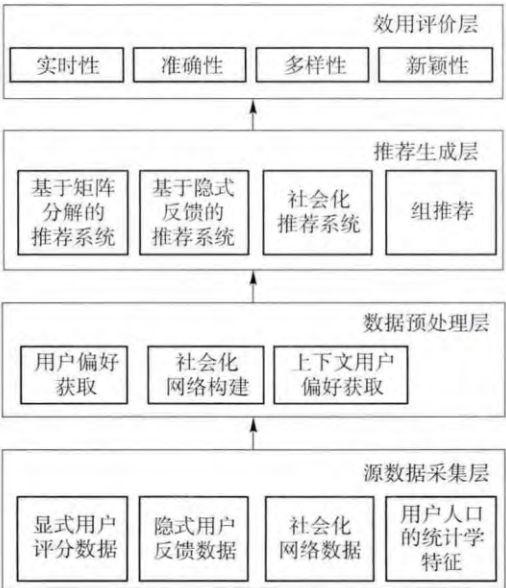 效用评价层
实时性 准确性 多样性 新颖性
推荐生成层
基于矩阵
分解的
推荐系统
基于隐式
反馈的
推荐系统
社会化
推荐系统
组推荐
数据预处理层
用户偏好
获取
社会化
网络构建
上下文用户
偏好获取
源数据采集层
显式用户
评分数据
隐式用户
反馈数据
社会化
网络数据
用户人口
的统计学
特征